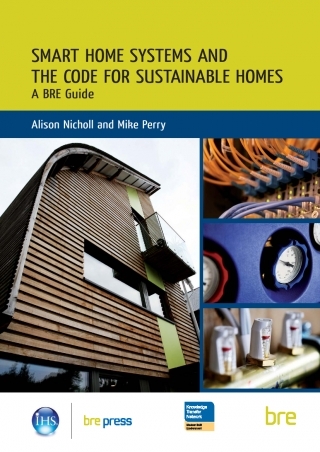 SMART HOME SYSTEMS AND
THE CODE FOR SUSTAINABLE HOMES
A BRE Guide
Alison Nicholl and Mike Perry
IHS
bre press
Knowledge
Transfer
Network
bre